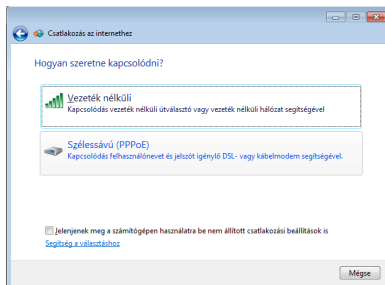 Csatlakozás az internethez
Hogyan szeretne kapcsolódni?
Vezeték nélküli
Kapcsolódás vezeték nélküli útválasztó vagy vezeték nélküli hálózat segítségével
Szélessávú (PPPoE)
Kapcsolódás felhasználónevet és jelszót igénylő DSL- vagy kábelmodem segítségével.
Jelenjenek meg a számítógépen használatra be nem állított csatlakozási beállítások is
Segítség a választáshoz
Mégse